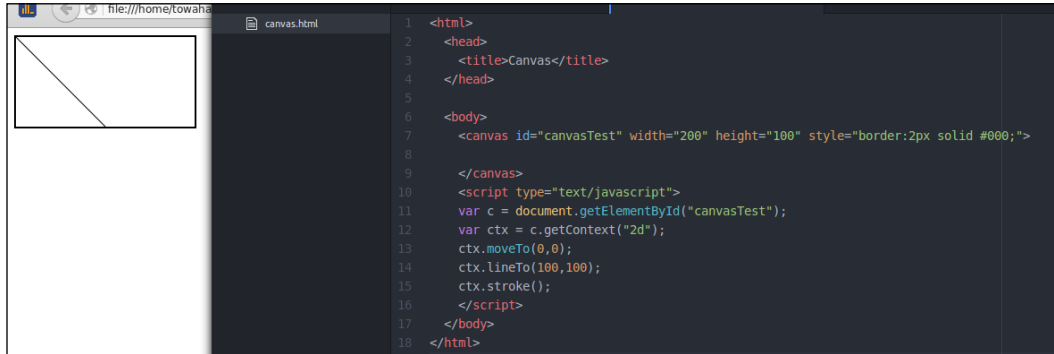 file:///home/towaha
canvas.html
1 <html>
2 <head>
3 <title>Canvas</title>
4 </head>
5
6 <body>
7 <canvas id="canvasTest" width="200" height="100" style="border:2px solid #000;">
8
9 </canvas>
10 <script type="text/javascript">
11 var c = document.getElementById("canvasTest");
12 var ctx = c.getContext("2d");
13 ctx.moveTo(0,0);
14 ctx.lineTo(100,100);
15 ctx.stroke();
16 </script>
17 </body>
18 </html>